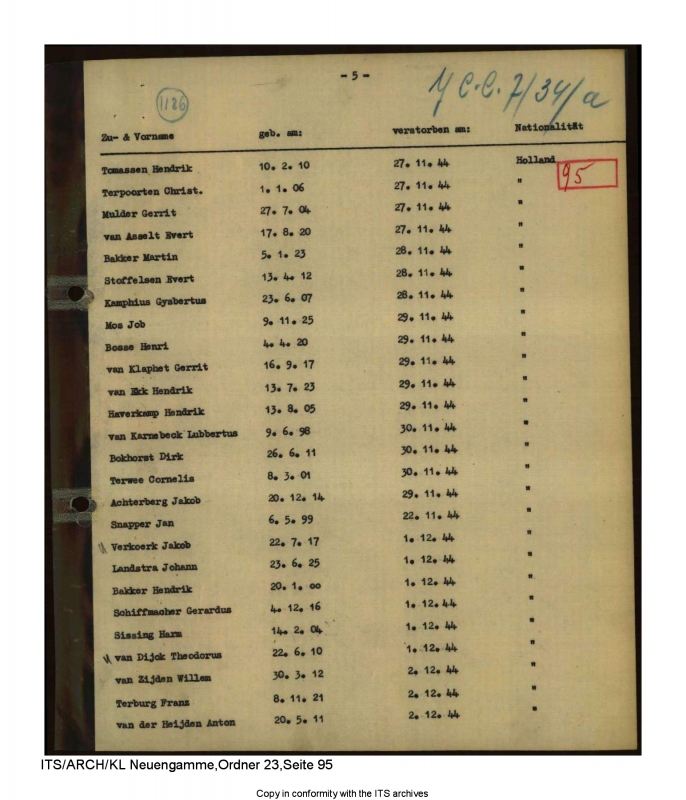 - 5 -
Y C.C. 7/34/a
1186
Zu- & Vorname geb. am: verstorben am: Nationalität
Tomassen Hendrik 10. 2. 10 27. 11. 44 Holland
95
Terpoorten Christ. 1. 1. 06 27. 11. 44 "
Mulder Gerrit 27. 7. 04 27. 11. 44 "
van Asselt Evert 17. 8. 20 27. 11. 44 "
Bakker Martin 5. 1. 23 28. 11. 44 "
Stoffelsen Evert 13. 4. 12 28. 11. 44 "
Kamphius Gysbertus 23. 6. 07 28. 11. 44 "
Mos Job 9. 11. 25 29. 11. 44 "
Bosse Henri 4. 4. 20 29. 11. 44 "
van Klaphet Gerrit 16. 9. 17 29. 11. 44 "
van Ekk Hendrik 13. 7. 23 29. 11. 44 "
Haverkamp Hendrik 13. 8. 05 29. 11. 44 "
van Karnebeck Lubbertus 9. 6. 98 30. 11. 44 "
Bokhorst Dirk 26. 6. 11 30. 11. 44 "
Terwee Cornelis 8. 3. 01 30. 11. 44 "
Achterberg Jakob 20. 12. 14 29. 11. 44 "
Snapper Jan 6. 5. 99 22. 11. 44 "
Verkoerk Jakob 22. 7. 17 1. 12. 44 "
Landstra Johann 23. 6. 25 1. 12. 44 "
Bakker Hendrik 20. 1. 00 1. 12. 44 "
Schiffmacher Gerardus 4. 12. 16 1. 12. 44 "
Sissing Harm 14. 2. 04 1. 12. 44 "
van Dijck Theodorus 22. 6. 10 1. 12. 44 "
van Zijden Willem 30. 3. 12 2. 12. 44 "
Terburg Franz 8. 11. 21 2. 12. 44 "
van der Heijden Anton 20. 5. 11 2. 12. 44 "
ITS/ARCH/KL Neuengamme,Ordner 23,Seite 95
Copy in conformity with the ITS archives